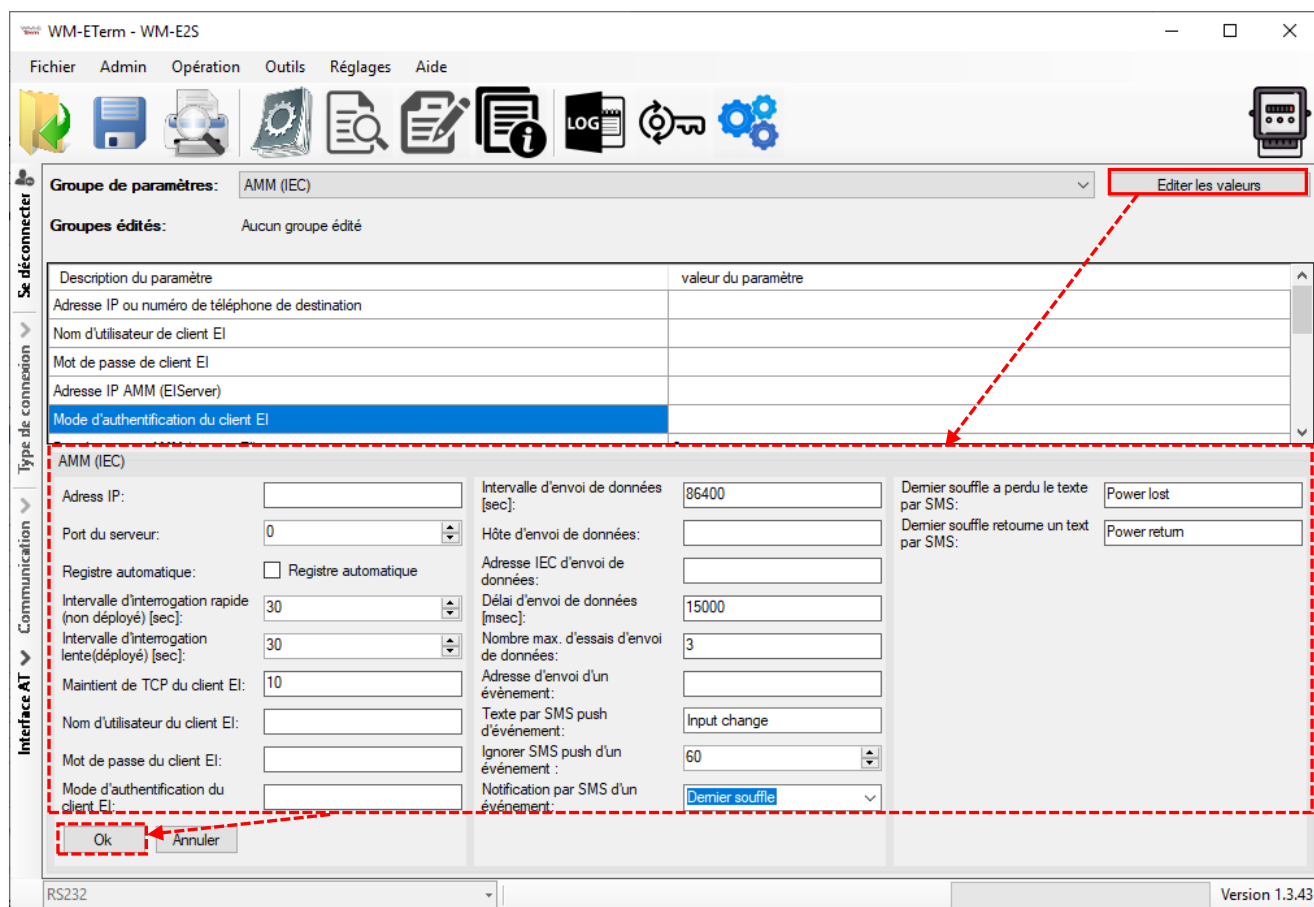 WM-ETerm - WM-E2S
Fichier Admin Opération Outils Réglages Aide
LOG
Se déconnecter
Type de connexion
Communication
Interface AT
Groupe de paramètres: AMM (IEC) Editer les valeurs
Groupes édités: Aucun groupe édité
Description du paramètre valeur du paramètre
Adresse IP ou numéro de téléphone de destination
Nom d'utilisateur de client EI
Mot de passe de client EI
Adresse IP AMM (EIServer)
Mode d'authentification du client EI
AMM (IEC)
Adress IP:
Port du serveur: 0
Registre automatique: Registre automatique
Intervalle d'interrogation rapide
(non déployé) [sec]: 30
Intervalle d'interrogation
lente(déployé) [sec]: 30
Maintient de TCP du client EI: 10
Nom d'utilisateur du client EI:
Mot de passe du client EI:
Mode d'authentification du
client EI:
Ok Annuler
Intervalle d'envoi de données
[sec]: 86400
Hôte d'envoi de données:
Adresse IEC d'envoi de
données:
Délai d'envoi de données
[msec]: 15000
Nombre max. d'essais d'envoi
de données: 3
Adresse d'envoi d'un
évènement:
Texte par SMS push
d'événement: Input change
Ignorer SMS push d'un
événement : 60
Notification par SMS d'un
événement: Dernier souffle
Dernier souffle a perdu le texte
par SMS: Power lost
Dernier souffle retourne un text
par SMS: Power return
RS232
Version 1.3.43